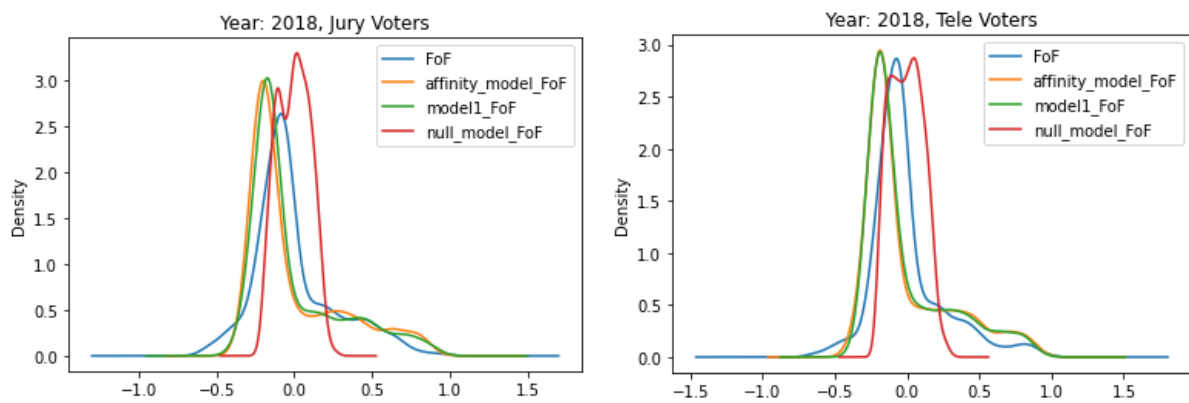 Year: 2018, Jury Voters
FoF
affinity_model_FoF
model1_FoF
null_model_FoF
Density
3.0
2.5
2.0
1.5
1.0
0.5
0.0
−1.0 −0.5 0.0 0.5 1.0 1.5
Year: 2018, Tele Voters
FoF
affinity_model_FoF
model1_FoF
null_model_FoF
Density
3.0
2.5
2.0
1.5
1.0
0.5
0.0
−1.5 −1.0 −0.5 0.0 0.5 1.0 1.5